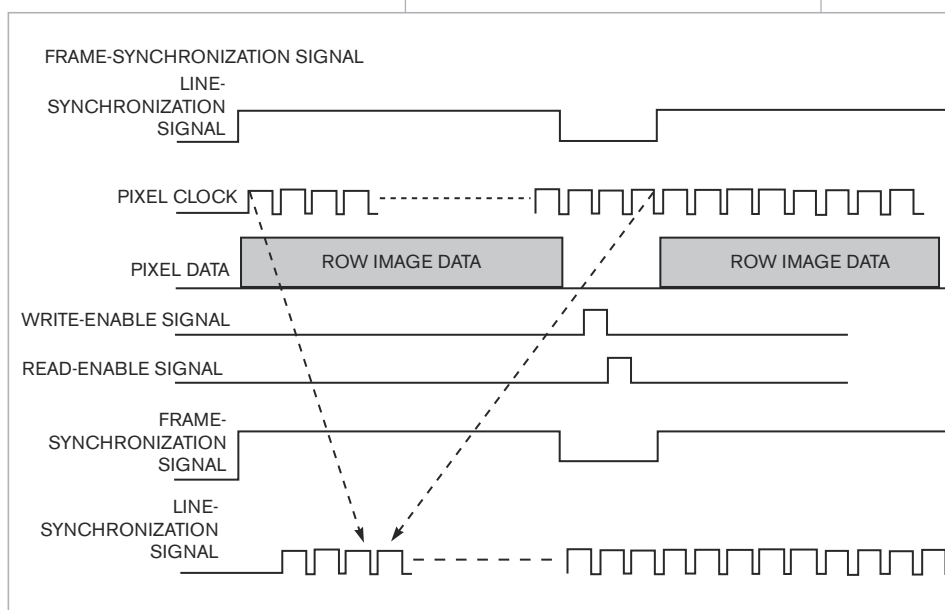 FRAME-SYNCHRONIZATION SIGNAL
LINE-
SYNCHRONIZATION
SIGNAL
PIXEL CLOCK
PIXEL DATA
ROW IMAGE DATA
ROW IMAGE DATA
WRITE-ENABLE SIGNAL
READ-ENABLE SIGNAL
FRAME-
SYNCHRONIZATION
SIGNAL
LINE-
SYNCHRONIZATION
SIGNAL